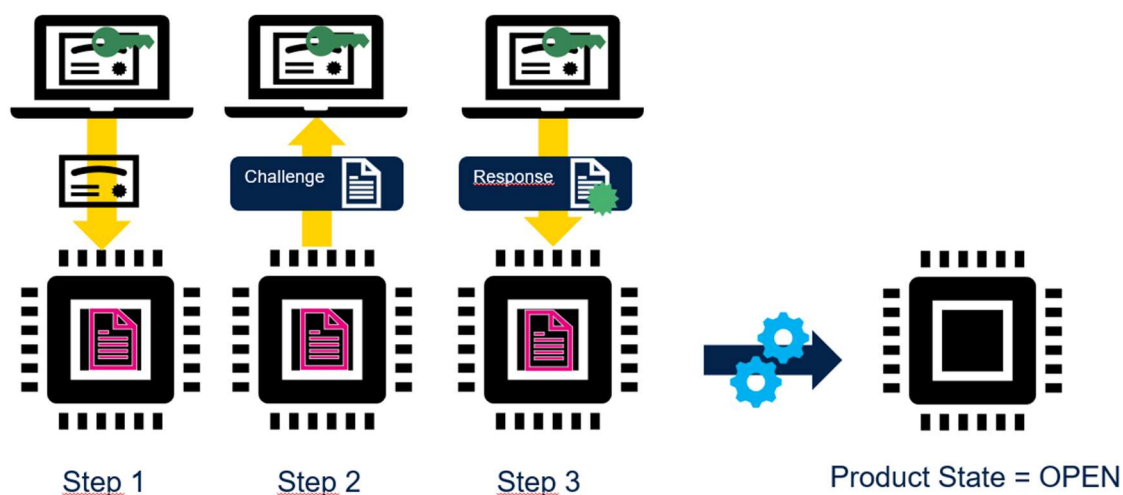 Challenge
Response
Step 1
Step 2
Step 3
Product State = OPEN